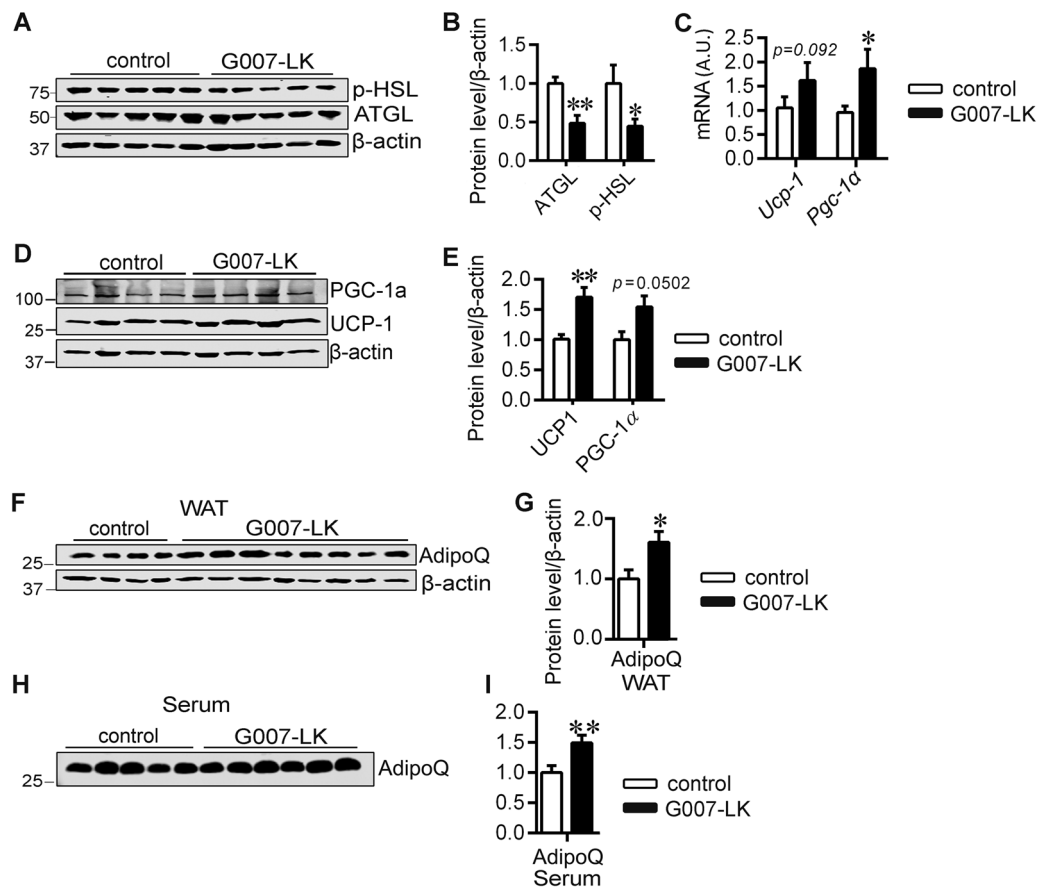 A
control
G007-LK
75
p-HSL
50
ATGL
37
β-actin
B
Protein level/β-actin
1.5
1.0
0.5
0.0
**
*
ATGL
p-HSL
C
mRNA (A.U.)
2.5
2.0
1.5
1.0
0.5
0.0
p=0.092
*
Ucp-1
Pgc-1α
control
G007-LK
D
control
G007-LK
100
PGC-1a
25
UCP-1
37
β-actin
E
Protein level/β-actin
2.0
1.5
1.0
0.5
0.0
**
p=0.0502
UCP1
PGC-1α
control
G007-LK
F
WAT
control
G007-LK
25
AdipoQ
37
β-actin
G
Protein level/β-actin
2.0
1.0
0.0
*
AdipoQ
WAT
control
G007-LK
H
Serum
control
G007-LK
25
AdipoQ
I
2.0
1.5
1.0
0.5
0.0
**
AdipoQ
Serum
control
G007-LK